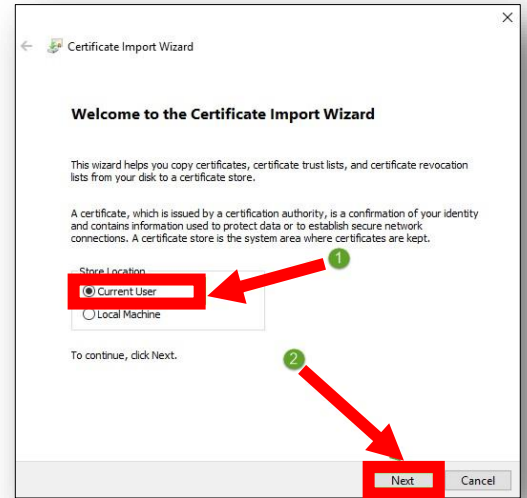 Certificate Import Wizard
Welcome to the Certificate Import Wizard
This wizard helps you copy certificates, certificate trust lists, and certificate revocation
lists from your disk to a certificate store.
A certificate, which is issued by a certification authority, is a confirmation of your identity
and contains information used to protect data or to establish secure network
connections. A certificate store is the system area where certificates are kept.
1
Store Location
Current User
Local Machine
To continue, click Next.
2
Next Cancel